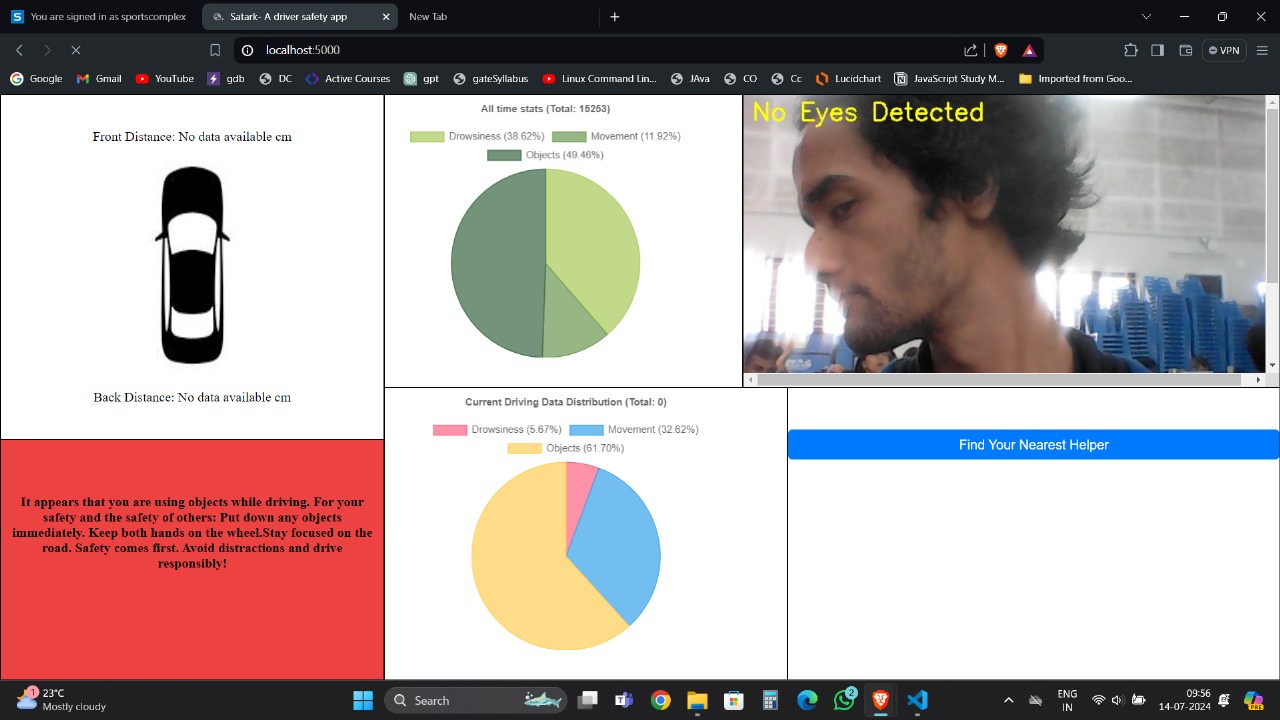 You are signed in as sportscomplex
Satark- A driver safety app
New Tab
localhost:5000
VPN
Google
Gmail
YouTube
gdb
DC
Active Courses
gpt
gateSyllabus
Linux Command Lin...
JAVA
CO
Cc
Lucidchart
JavaScript Study M...
Imported from Goo...
Front Distance: No data available cm
Back Distance: No data available cm
It appears that you are using objects while driving. For your
safety and the safety of others: Put down any objects
immediately. Keep both hands on the wheel.Stay focused on the
road. Safety comes first. Avoid distractions and drive
responsibly!
All time stats (Total: 15253)
Drowsiness (38.62%) Movement (11.92%)
Objects (49.46%)
No Eyes Detected
Current Driving Data Distribution (Total: 0)
Drowsiness (5.67%) Movement (32.62%)
Objects (61.70%)
Find Your Nearest Helper
1
23°C
Mostly cloudy
Search
2
ENG
IN
09:56
14-07-2024
PRE